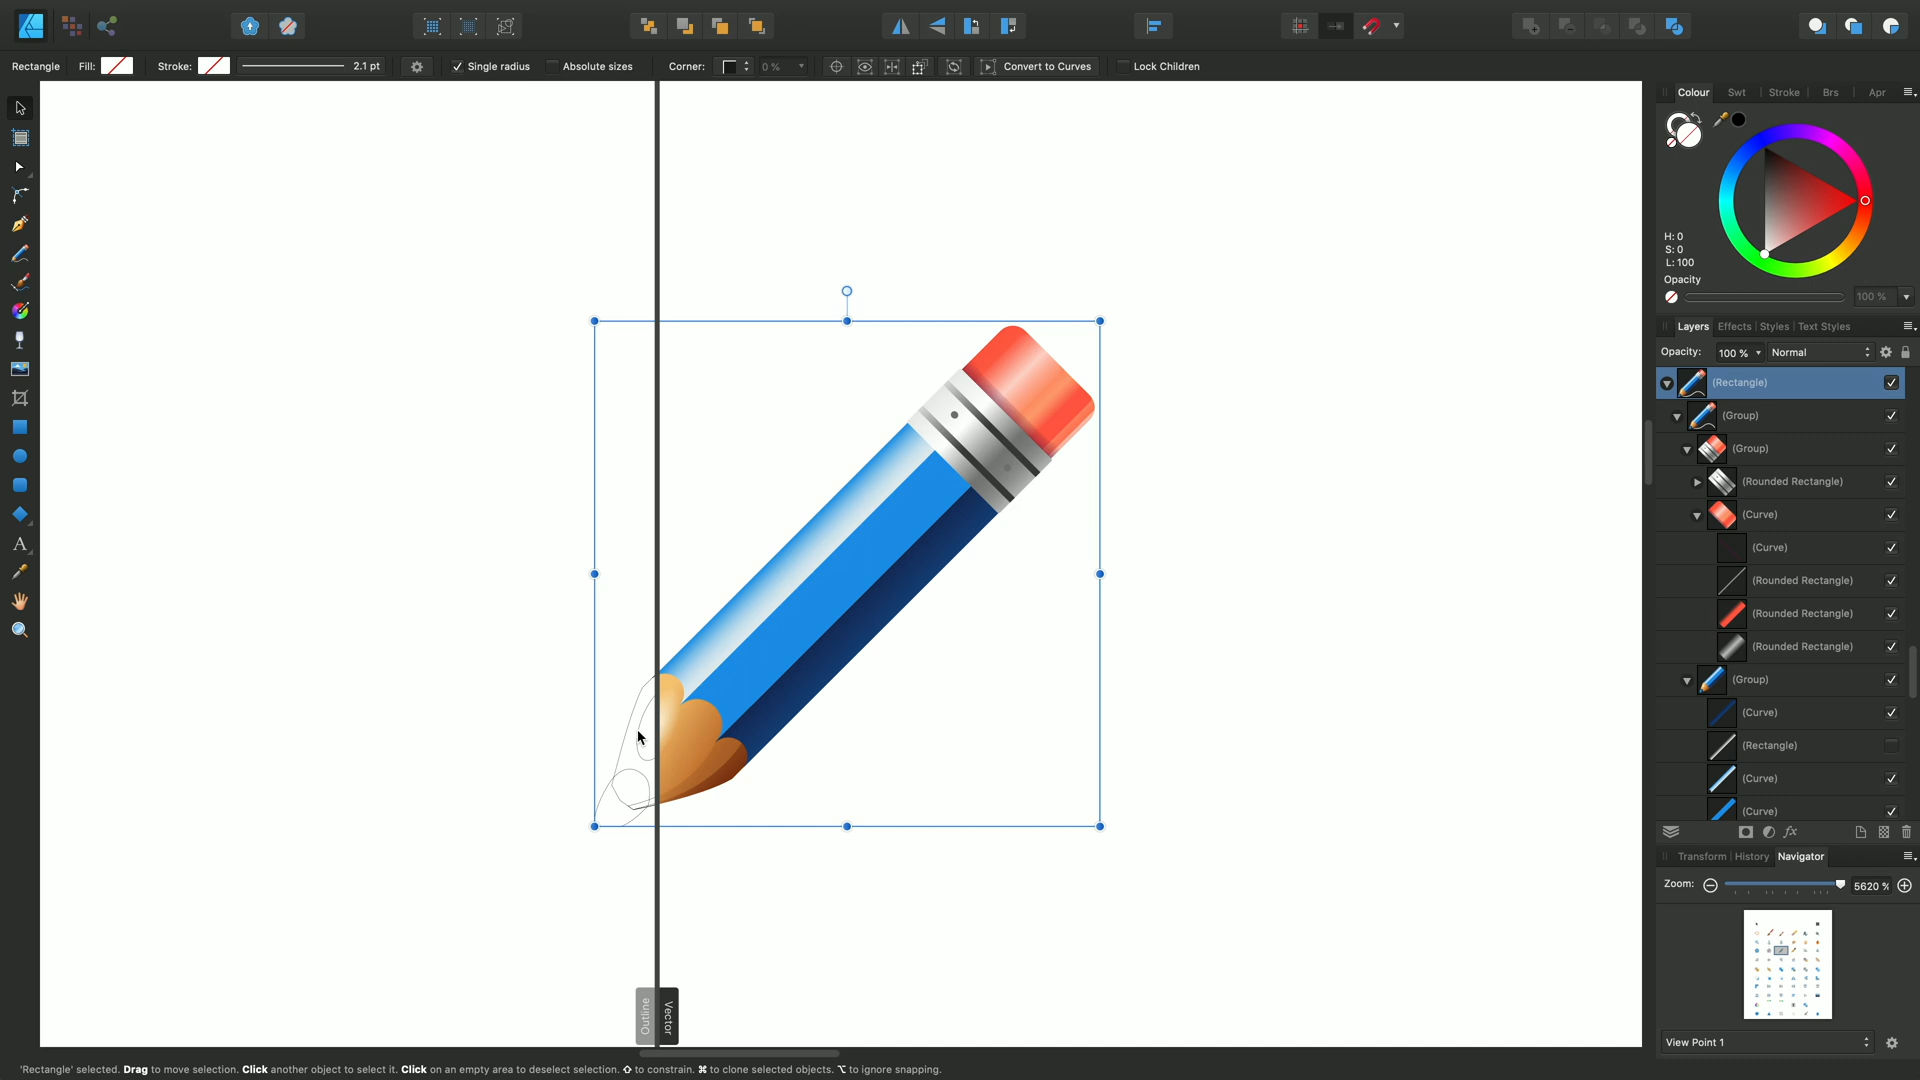 Rectangle Fill: Stroke: 2.1 pt Single radius Absolute sizes Corner: 0 % Convert to Curves Lock Children
Colour Swt Stroke Brs Apr
H: 0
S: 0
L: 100
Opacity
100 %
Layers Effects Styles Text Styles
Opacity: 100 % Normal
(Rectangle)
(Group)
(Group)
(Rounded Rectangle)
(Curve)
(Curve)
(Rounded Rectangle)
(Rounded Rectangle)
(Rounded Rectangle)
(Group)
(Curve)
(Rectangle)
(Curve)
(Curve)
fx
Transform History Navigator
Zoom: 5620 %
View Point 1
Outline
Vector
A
'Rectangle' selected. Drag to move selection. Click another object to select it. Click on an empty area to deselect selection. ⇧ to constrain. ⌘ to clone selected objects. ⌥ to ignore snapping.